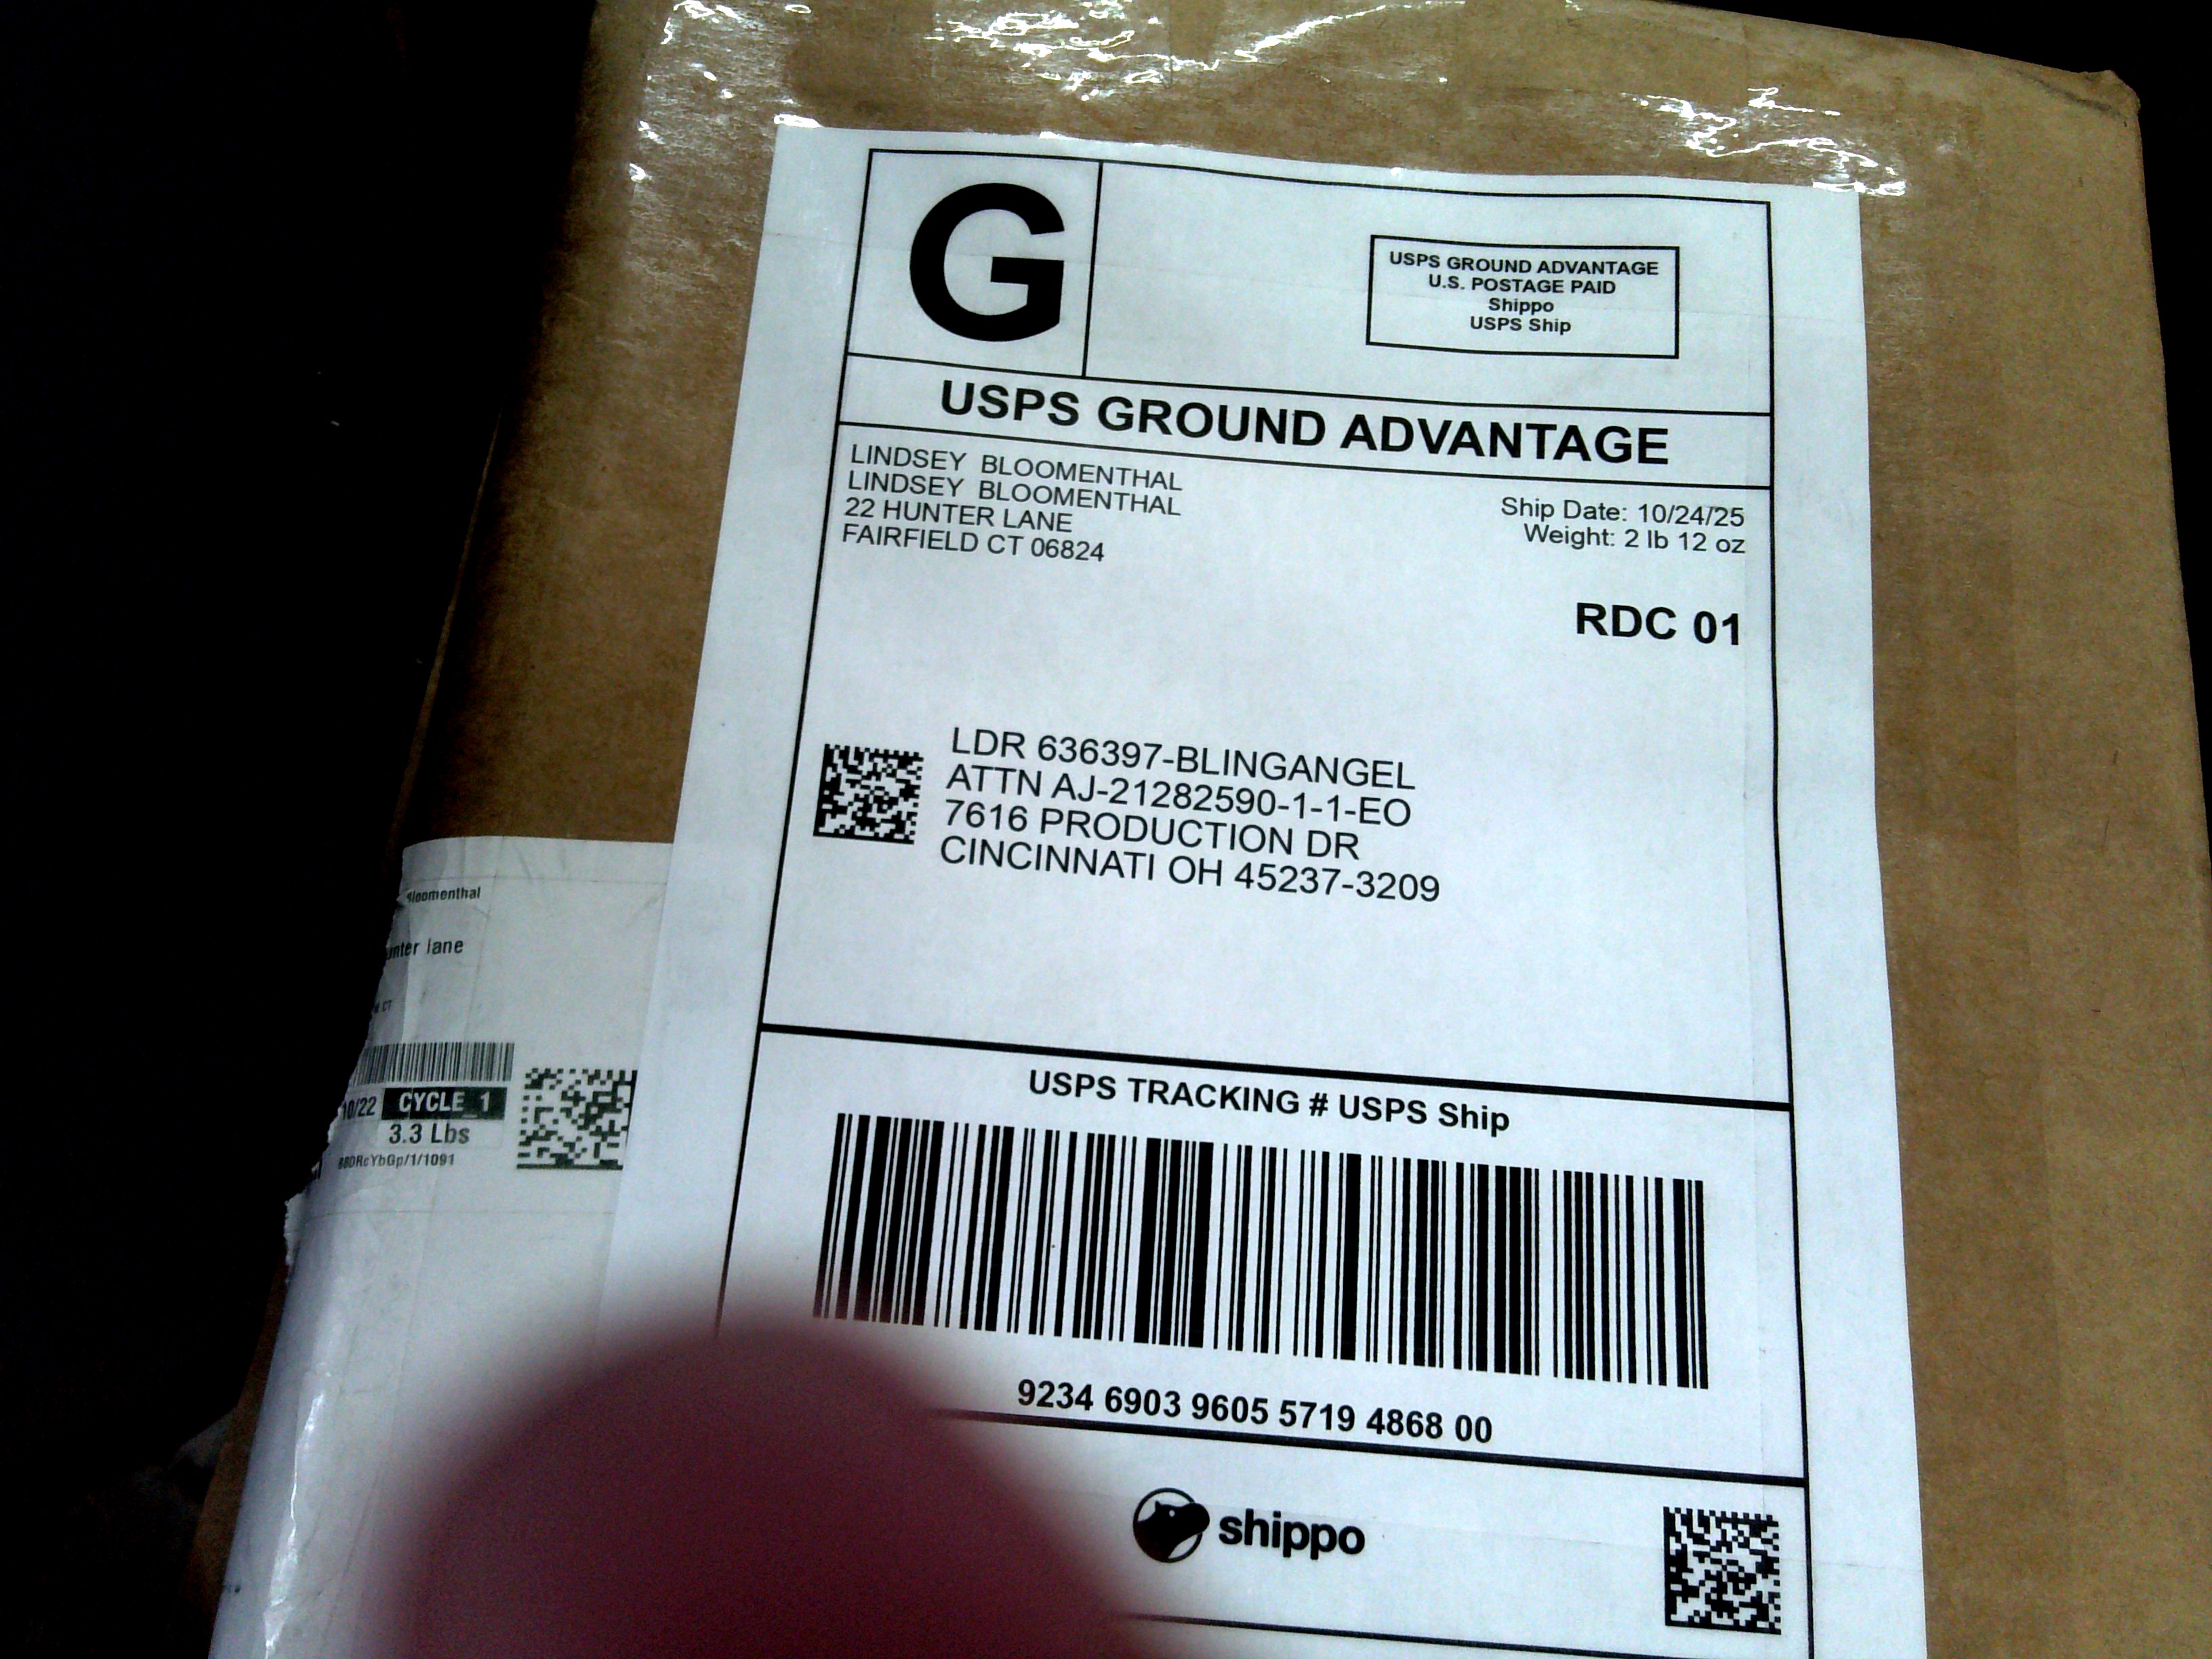 G
USPS GROUND ADVANTAGE
U.S. POSTAGE PAID
Shippo
USPS Ship
USPS GROUND ADVANTAGE
LINDSEY BLOOMENTHAL
LINDSEY BLOOMENTHAL
22 HUNTER LANE
FAIRFIELD CT 06824
Ship Date: 10/24/25
Weight: 2 lb 12 oz
RDC 01
LDR 636397-BLINGANGEL
ATTN AJ-21282590-1-1-EO
7616 PRODUCTION DR
CINCINNATI OH 45237-3209
USPS TRACKING # USPS Ship
9234 6903 9605 5719 4868 00
shippo
Bloomenthal
lane
CT
10/22 CYCLE 1
3.3 Lbs